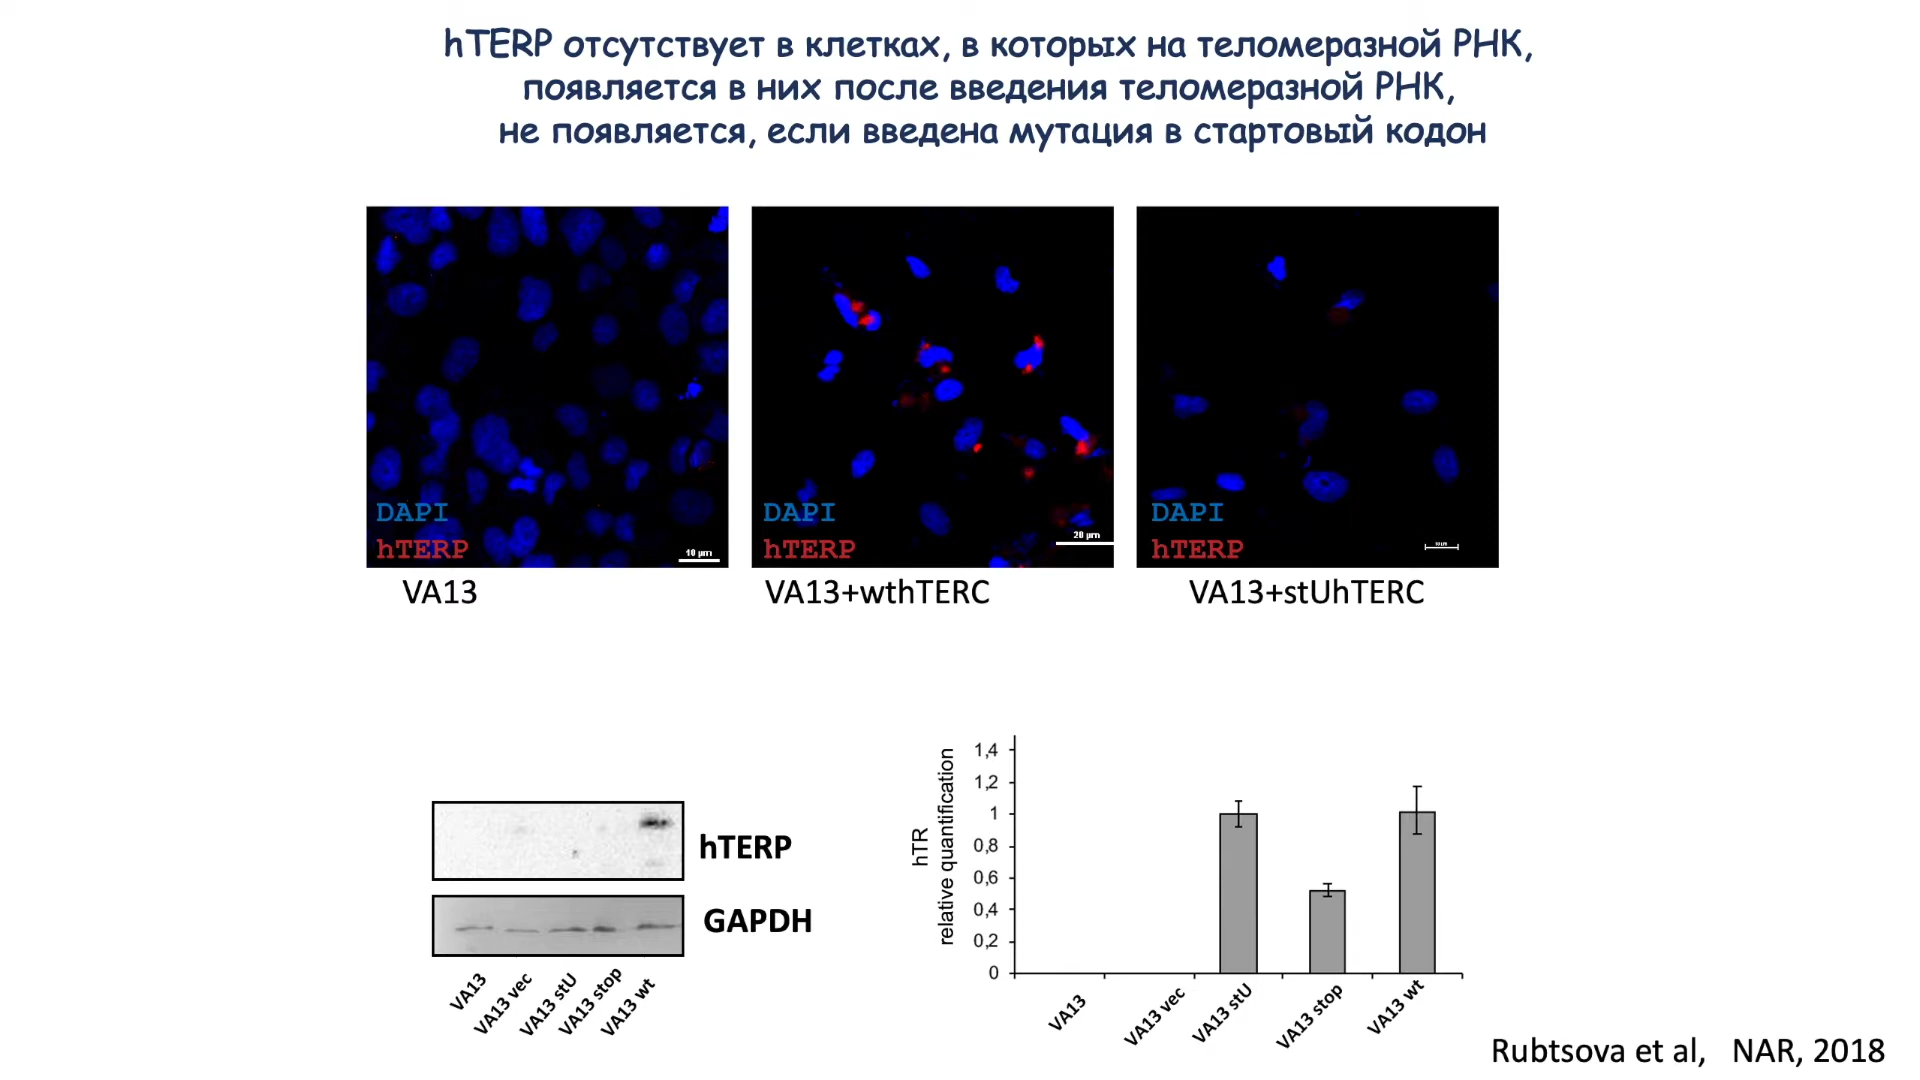 hTERP отсутствует в клетках, в которых на теломеразной РНК,
появляется в них после введения теломеразной РНК,
не появляется, если введена мутация в стартовый кодон
DAPI
hTERP
10 µm
VA13
DAPI
hTERP
20 µm
VA13+wthTERC
DAPI
hTERP
VA13+stUhTERC
hTERP
GAPDH
VA13
VA13 vec
VA13 stU
VA13 stop
VA13 wt
hTR
relative quantification
1,4
1,2
1
0,8
0,6
0,4
0,2
0
VA13
VA13 vec
VA13 stU
VA13 stop
VA13 wt
Rubtsova et al, NAR, 2018